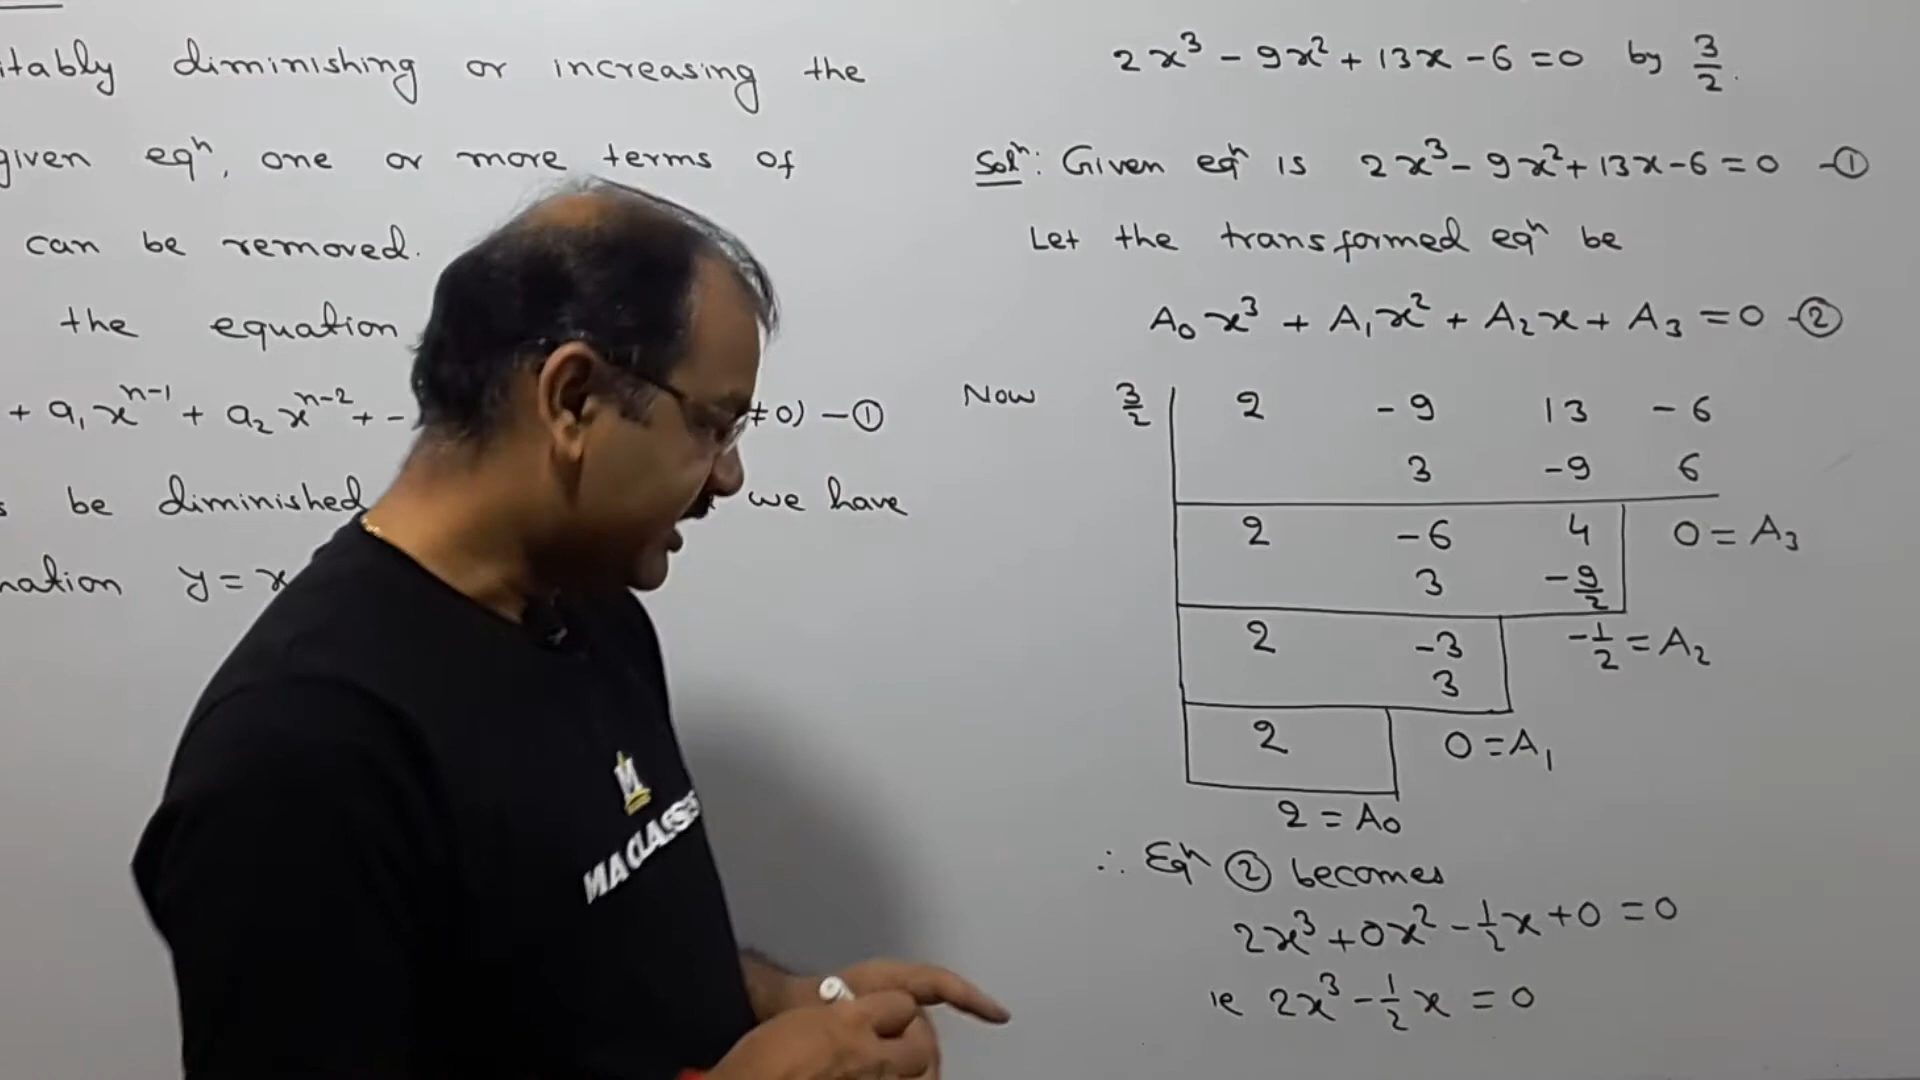 diminishing or increasing the
given eqⁿ, one or more terms of
can be removed.
the equation
+ a₁xⁿ⁻¹ + a₂xⁿ⁻² + - ≠0) —①
be diminished we have
y = x
2x³ - 9x² + 13x - 6 = 0 by 3/2.
Solⁿ: Given eqⁿ is 2x³ - 9x² + 13x - 6 = 0 -①
Let the transformed eqⁿ be
A₀x³ + A₁x² + A₂x + A₃ = 0 -②
Now 3/2 | 2 -9 13 -6
3 -9 6
2 -6 4 0 = A₃
3 -9/2
2 -3 -1/2 = A₂
3
2 0 = A₁
2 = A₀
∴ Eqⁿ ② becomes
2x³ + 0x² - 1/2x + 0 = 0
ie 2x³ - 1/2x = 0
M
MA CLASSES